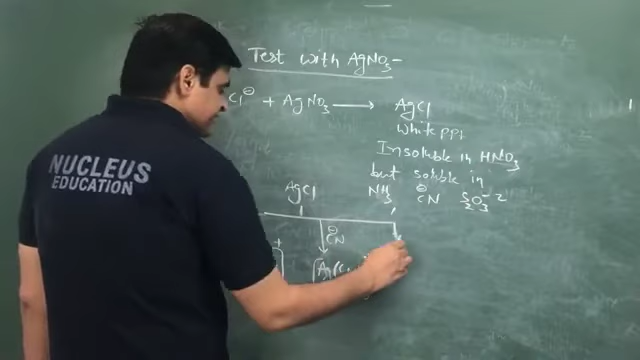 Test with AgNO₃ -
Cl⊖ + AgNO₃ ⟶ AgCl
White ppt
Insoluble in HNO₃
but soluble in
NH₃, ⊖CN S₂O₃⁻²
AgCl
⊖CN
NUCLEUS
EDUCATION